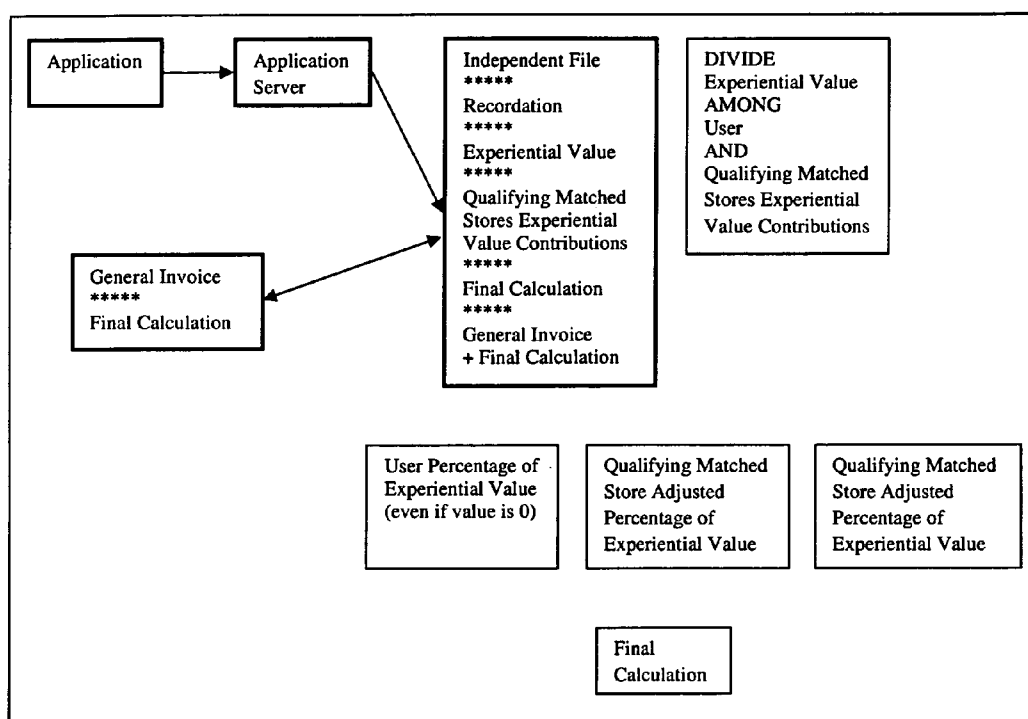 Application
Application
Server
Independent File
*****
Recordation
*****
Experiential Value
*****
Qualifying Matched
Stores Experiential
Value Contributions
*****
Final Calculation
*****
General Invoice
+ Final Calculation
DIVIDE
Experiential Value
AMONG
User
AND
Qualifying Matched
Stores Experiential
Value Contributions
General Invoice
*****
Final Calculation
User Percentage of
Experiential Value
(even if value is 0)
Qualifying Matched
Store Adjusted
Percentage of
Experiential Value
Qualifying Matched
Store Adjusted
Percentage of
Experiential Value
Final
Calculation